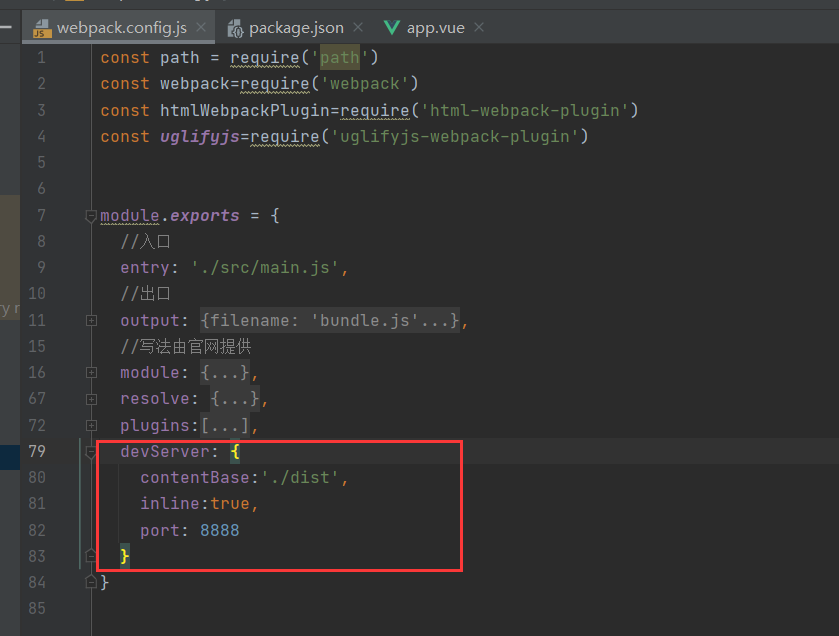 webpack.config.js package.json app.vue
1 const path = require('path')
2 const webpack=require('webpack')
3 const htmlWebpackPlugin=require('html-webpack-plugin')
4 const uglifyjs=require('uglifyjs-webpack-plugin')
5
6
7 module.exports = {
8 //入口
9 entry: './src/main.js',
10 //出口
11 output: {filename: 'bundle.js'...},
15 //写法由官网提供
16 module: {...},
67 resolve: {...},
72 plugins:[...],
79 devServer: {
80 contentBase:'./dist',
81 inline:true,
82 port: 8888
83 }
84 }
85